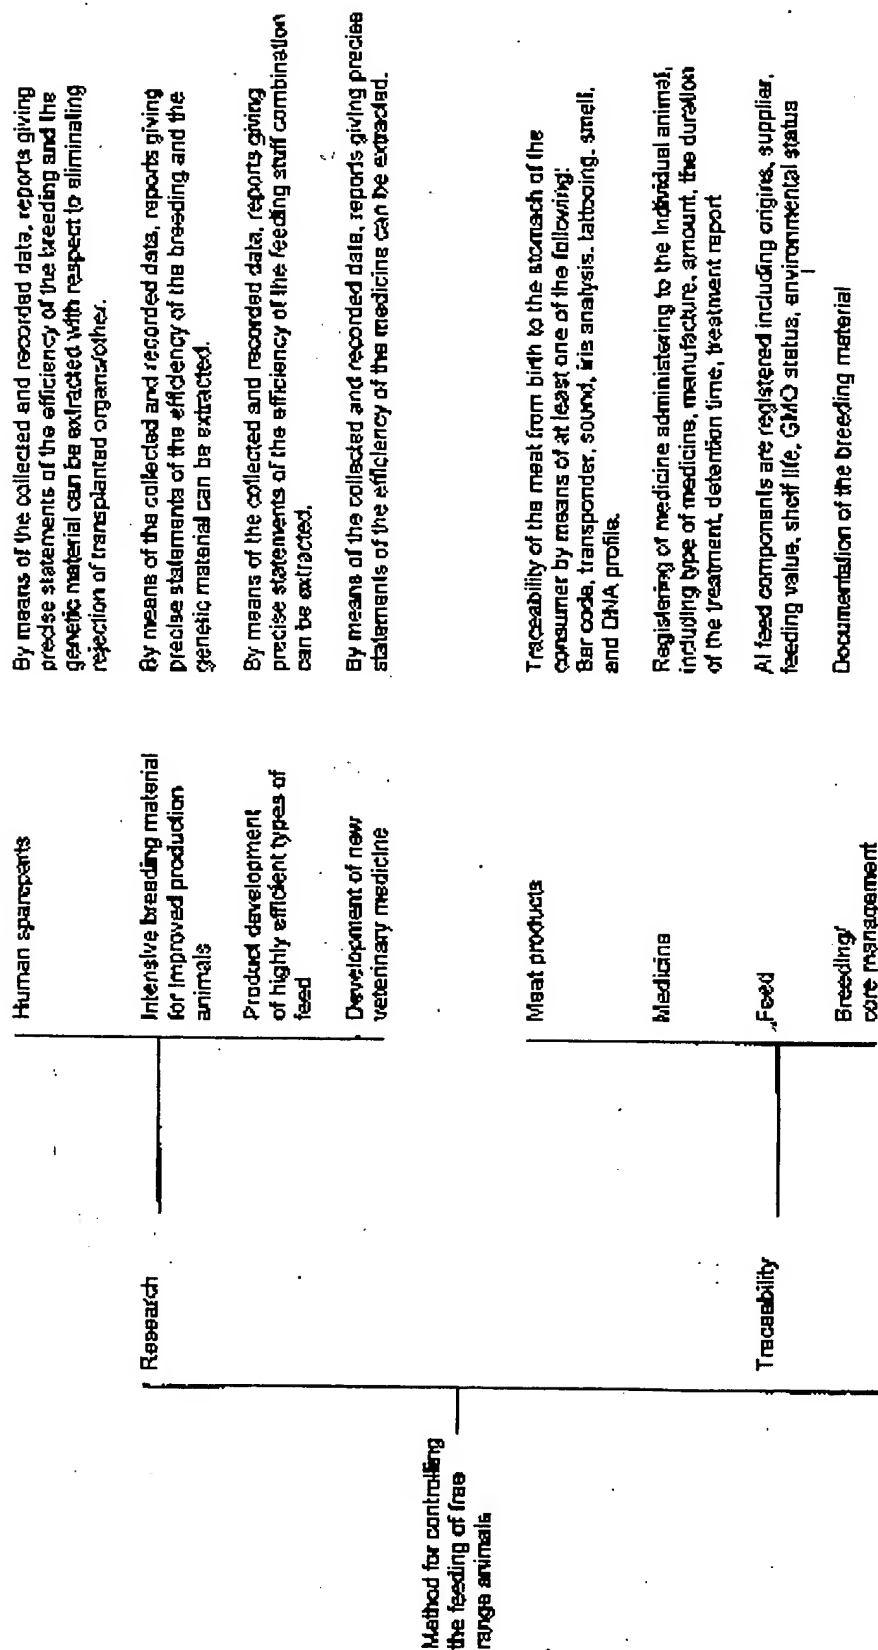 Method for controlling
the feeding of free
range animals
Research
Human spareparts
By means of the collected and recorded data, reports giving
precise statements of the efficiency of the breeding and the
genetic material can be extracted with respect to eliminating
rejection of transplanted organs/other.
Intensive breeding material
for improved production
animals
By means of the collected and recorded data, reports giving
precise statements of the efficiency of the breeding and the
genetic material can be extracted.
Product development
of highly efficient types of
feed
By means of the collected and recorded data, reports giving
precise statements of the efficiency of the feeding stuff combination
can be extracted.
Development of new
veterinary medicine
By means of the collected and recorded data, reports giving precise
statements of the efficiency of the medicine can be extracted.
Traceability
Meat products
Traceability of the meat from birth to the stomach of the
consumer by means of at least one of the following:
Bar code, transponder, sound, iris analysis, tattooing, smell,
and DNA profile.
Medicine
Registering of medicine administering to the individual animal,
including type of medicine, manufacture, amount, the duration
of the treatment, detention time, treatment report
Feed
Al feed components are registered including origins, supplier,
feeding value, shelf life, GMO status, environmental status
Breeding/
core management
Documentation of the breeding material